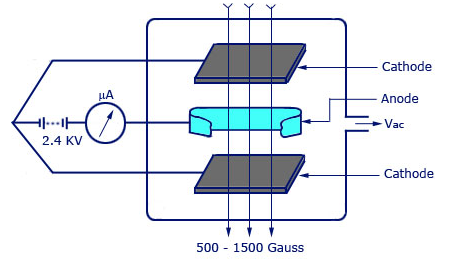 Cathode
μA
Anode
Vac
2.4 KV
Cathode
500 - 1500 Gauss